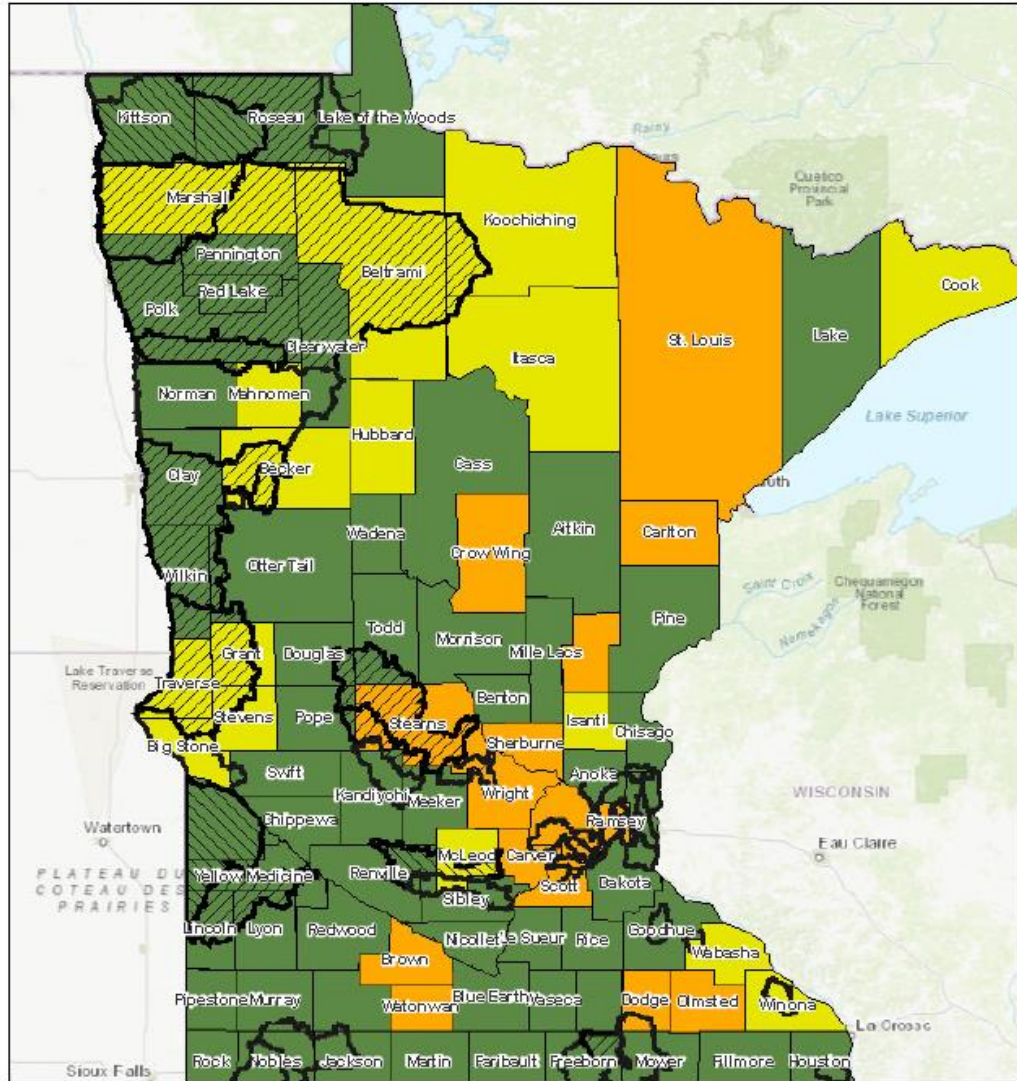 Kittson
Roseau
Lake of the Woods
Rainy
Quetico
Provincial
Park
Marshall
Koochiching
Pennington
Beltrami
Red Lake
Polk
Cook
Clearwater
Itasca
St. Louis
Lake
Norman
Mahnomen
Lake Superior
Hubbard
Clay
Becker
Cass
Wadena
Aitkin
Carlton
Crow Wing
Otter Tail
Wilkin
Saint Croix
Chequamegon
National
Forest
Namekagon
Pine
Todd
Morrison
Mille Lacs
Grant
Douglas
Lake Traverse
Reservation
Traverse
Benton
Stevens
Pope
Stearns
Isanti
Chisago
Big Stone
Sherburne
Swift
Anoka
Kandiyohi
Meeker
Wright
WISCONSIN
Chippewa
Ramsey
Watertown
Eau Claire
McLeod
Carver
Renville
Yellow Medicine
Scott
Dakota
PLATEAU DU
COTEAU DES
PRAIRIES
Sibley
Lincoln
Lyon
Redwood
Nicollet
Le Sueur
Rice
Goodhue
Wabasha
Brown
Pipestone
Murray
Watonwan
Blue Earth
Waseca
Dodge
Olmsted
Winona
La Crosse
Rock
Nobles
Jackson
Martin
Faribault
Freeborn
Mower
Fillmore
Houston
Sioux Falls